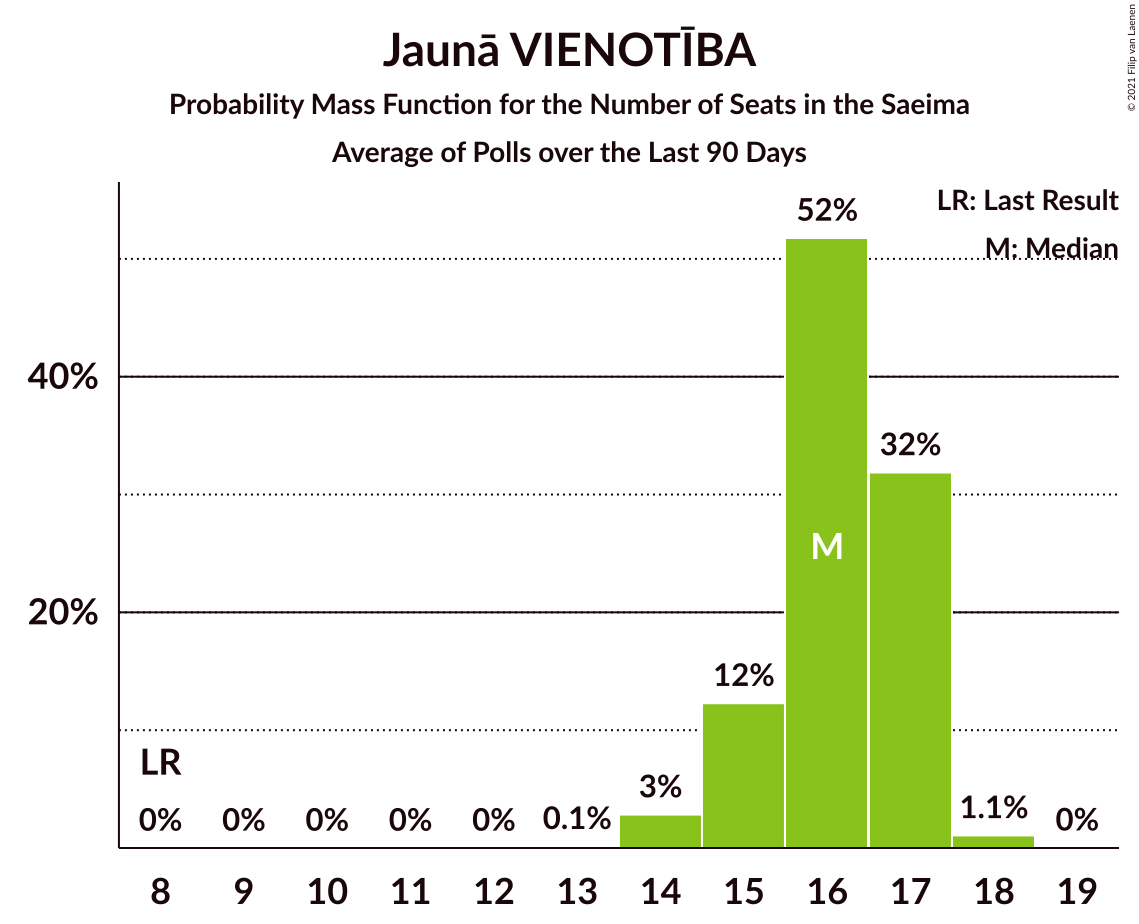 Jaunā VIENOTĪBA
Probability Mass Function for the Number of Seats in the Saeima
Average of Polls over the Last 90 Days
© 2021 Filip van Laenen
LR: Last Result
M: Median
52%
40%
32%
M
20%
12%
LR
3%
0% 0% 0% 0% 0% 0.1% 1.1% 0%
8 9 10 11 12 13 14 15 16 17 18 19